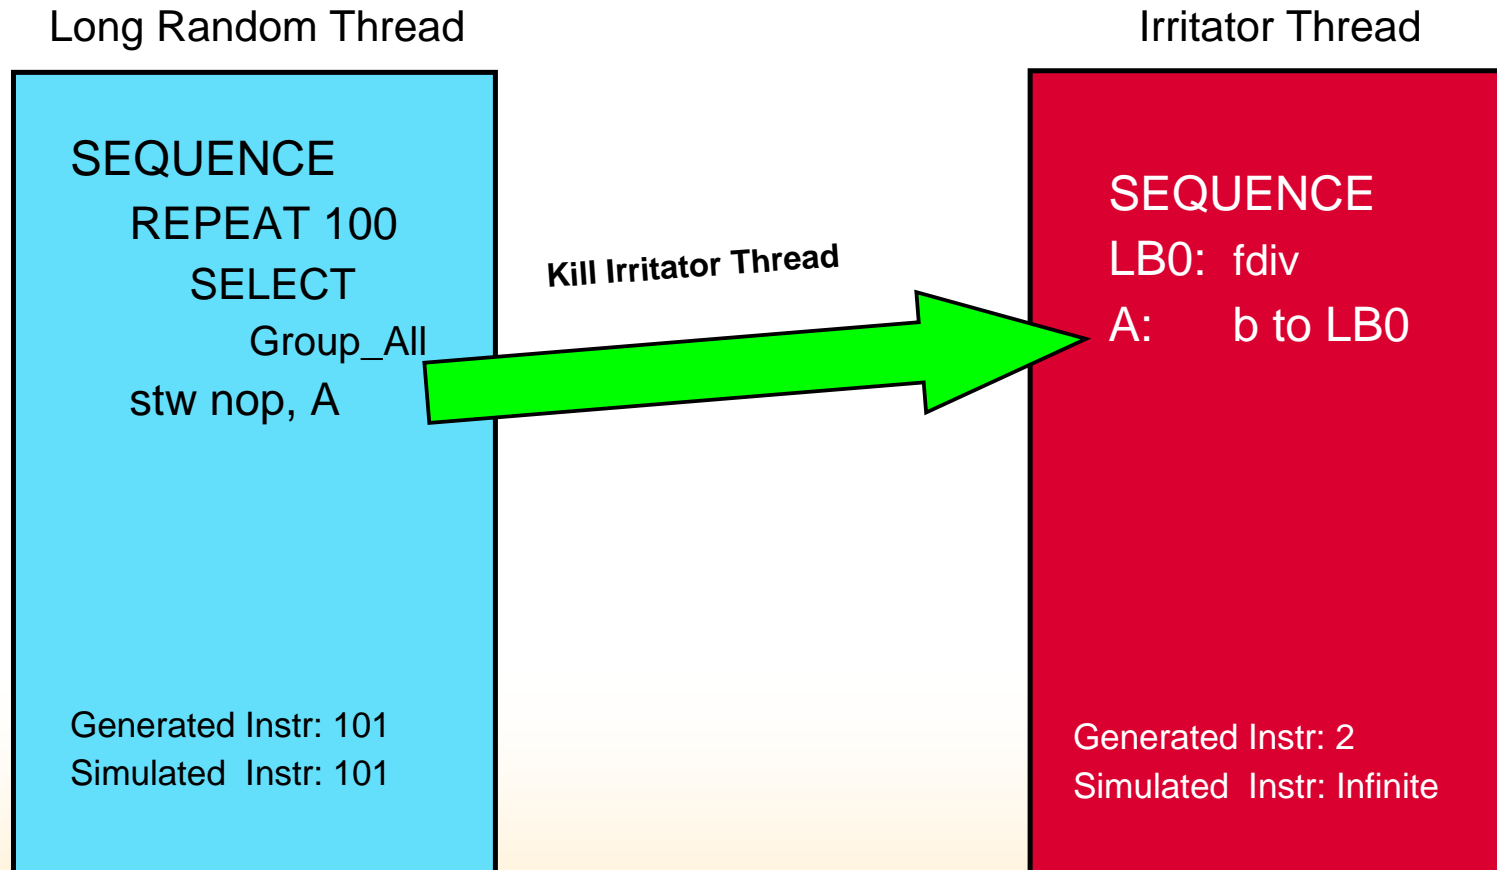 Long Random Thread
SEQUENCE
REPEAT 100
SELECT
Group_All
stw nop, A
Generated Instr: 101
Simulated Instr: 101
Kill Irritator Thread
Irritator Thread
SEQUENCE
LB0: fdiv
A: b to LB0
Generated Instr: 2
Simulated Instr: Infinite